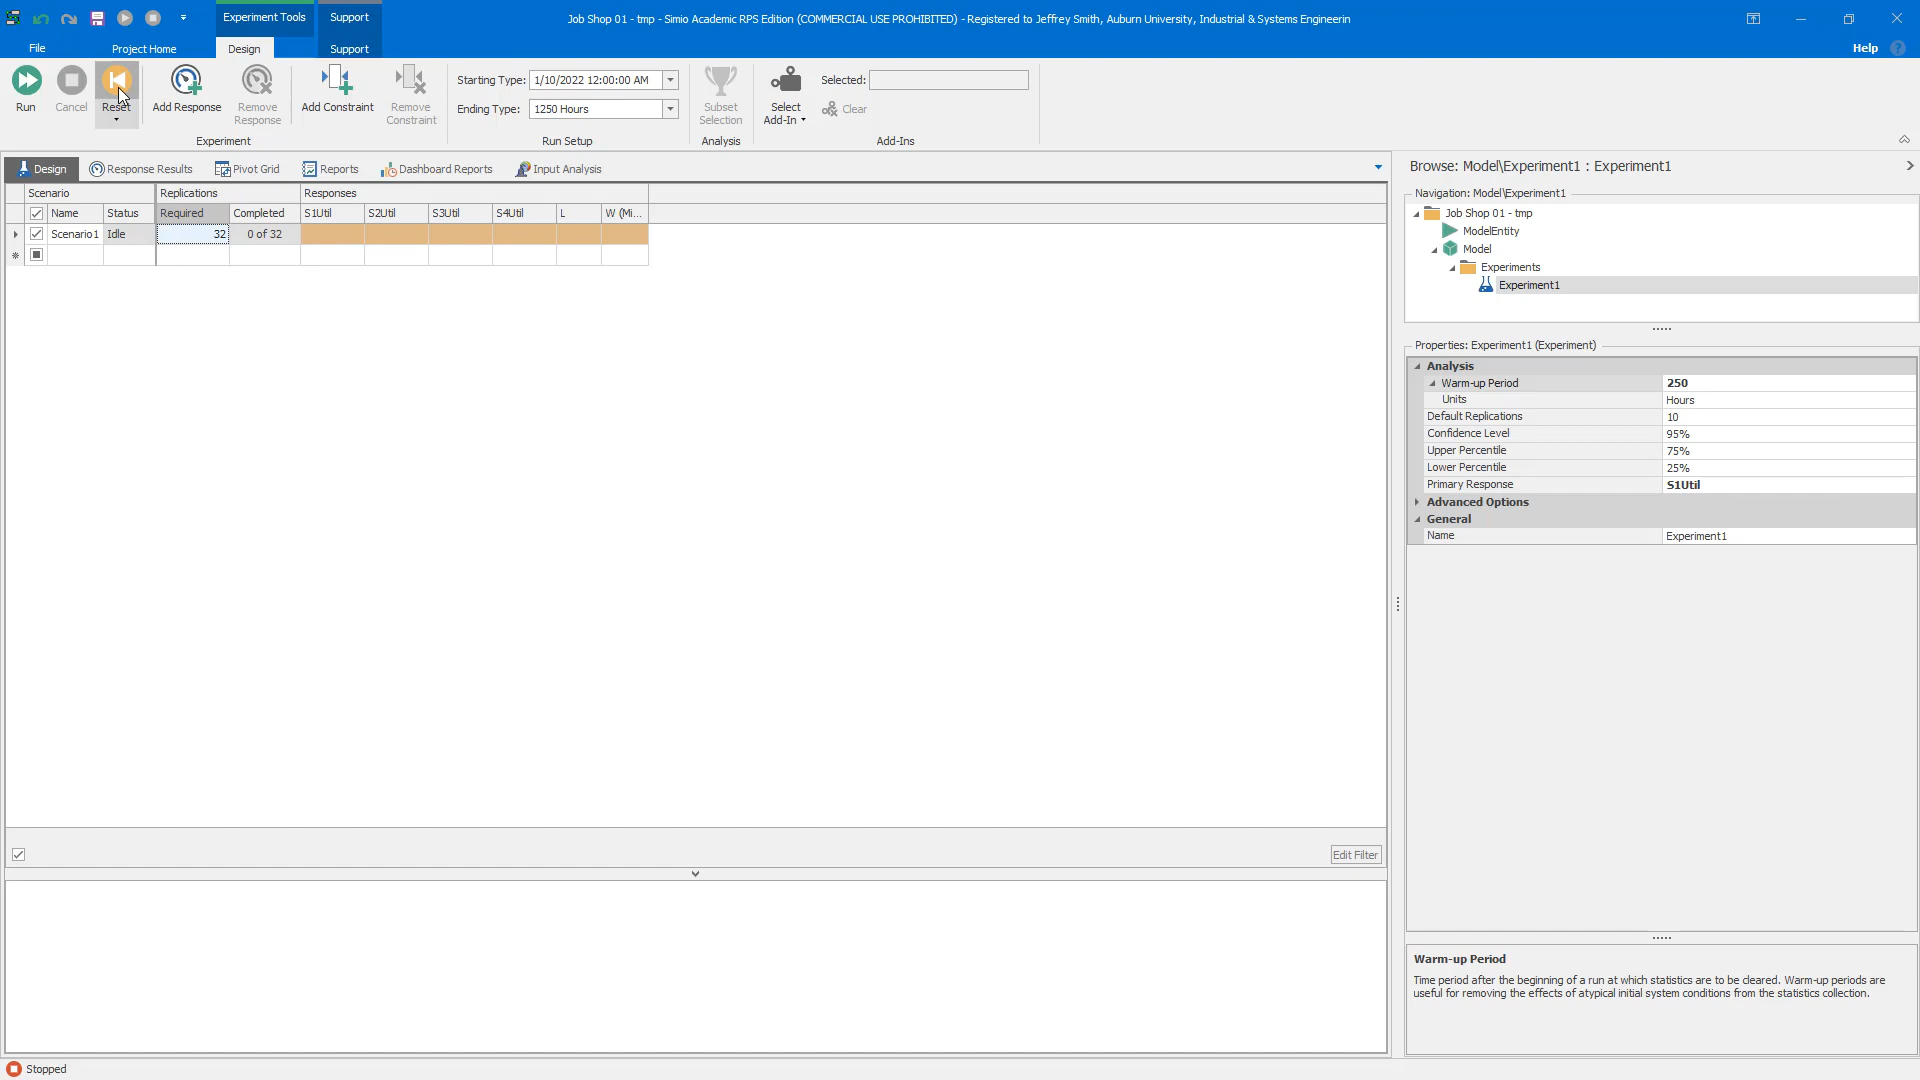 Experiment Tools
Support
Job Shop 01 - tmp - Simio Academic RPS Edition (COMMERCIAL USE PROHIBITED) - Registered to Jeffrey Smith, Auburn University, Industrial & Systems Engineerin
File
Project Home
Design
Support
Help
Run
Cancel
Reset
Add Response
Remove Response
Add Constraint
Remove Constraint
Starting Type: 1/10/2022 12:00:00 AM
Ending Type: 1250 Hours
Subset Selection
Select Add-In
Selected:
Clear
Experiment
Run Setup
Analysis
Add-Ins
Design
Response Results
Pivot Grid
Reports
Dashboard Reports
Input Analysis
Scenario Replications Responses
Name Status Required Completed S1Util S2Util S3Util S4Util L W (Mi...
Scenario1 Idle 32 0 of 32
Edit Filter
Browse: Model\Experiment1 : Experiment1
Navigation: Model\Experiment1
Job Shop 01 - tmp
ModelEntity
Model
Experiments
Experiment1
Properties: Experiment1 (Experiment)
Analysis
Warm-up Period 250
Units Hours
Default Replications 10
Confidence Level 95%
Upper Percentile 75%
Lower Percentile 25%
Primary Response S1Util
Advanced Options
General
Name Experiment1
Warm-up Period
Time period after the beginning of a run at which statistics are to be cleared. Warm-up periods are
useful for removing the effects of atypical initial system conditions from the statistics collection.
Stopped